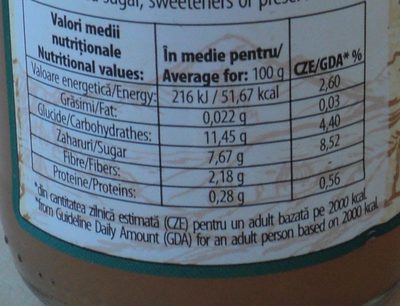 sugar, sweeteners or
Valori medii
nutriționale
Nutritional values:
În medie pentru/
Average for: 100 g
CZE/GDA* %
Valoare energetică/Energy: 216 kJ / 51,67 kcal 2,60
Grăsimi/Fat: 0,022 g 0,03
Glucide/Carbohydrathes: 11,45 g 4,40
Zaharuri/Sugar 7,67 g 8,52
Fibre/Fibers: 2,18 g
Proteine/Proteins: 0,28 g 0,56
*din cantitatea zilnică estimată (CZE) pentru un adult bazată pe 2000 kcal
*from Guideline Daily Amount (GDA) for an adult person based on 2000 kcal